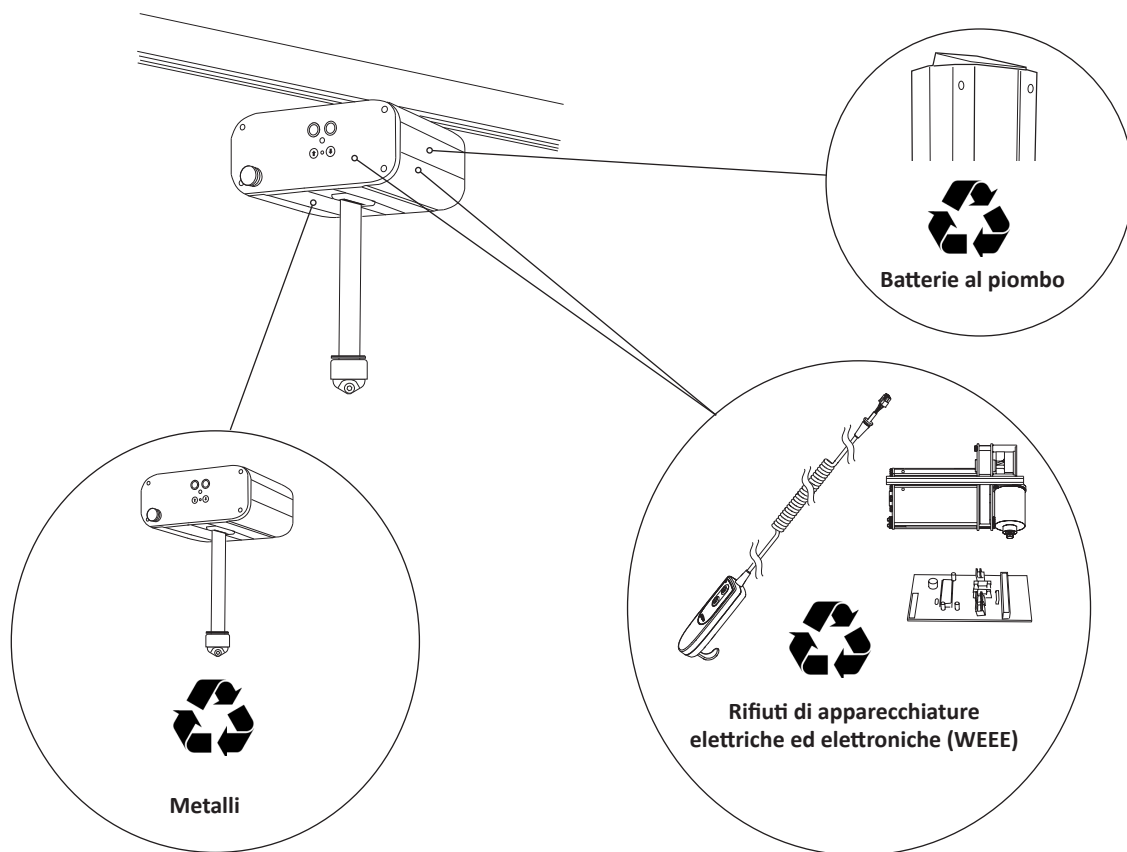 Batterie al piombo
Rifiuti di apparecchiature
elettriche ed elettroniche (WEEE)
Metalli